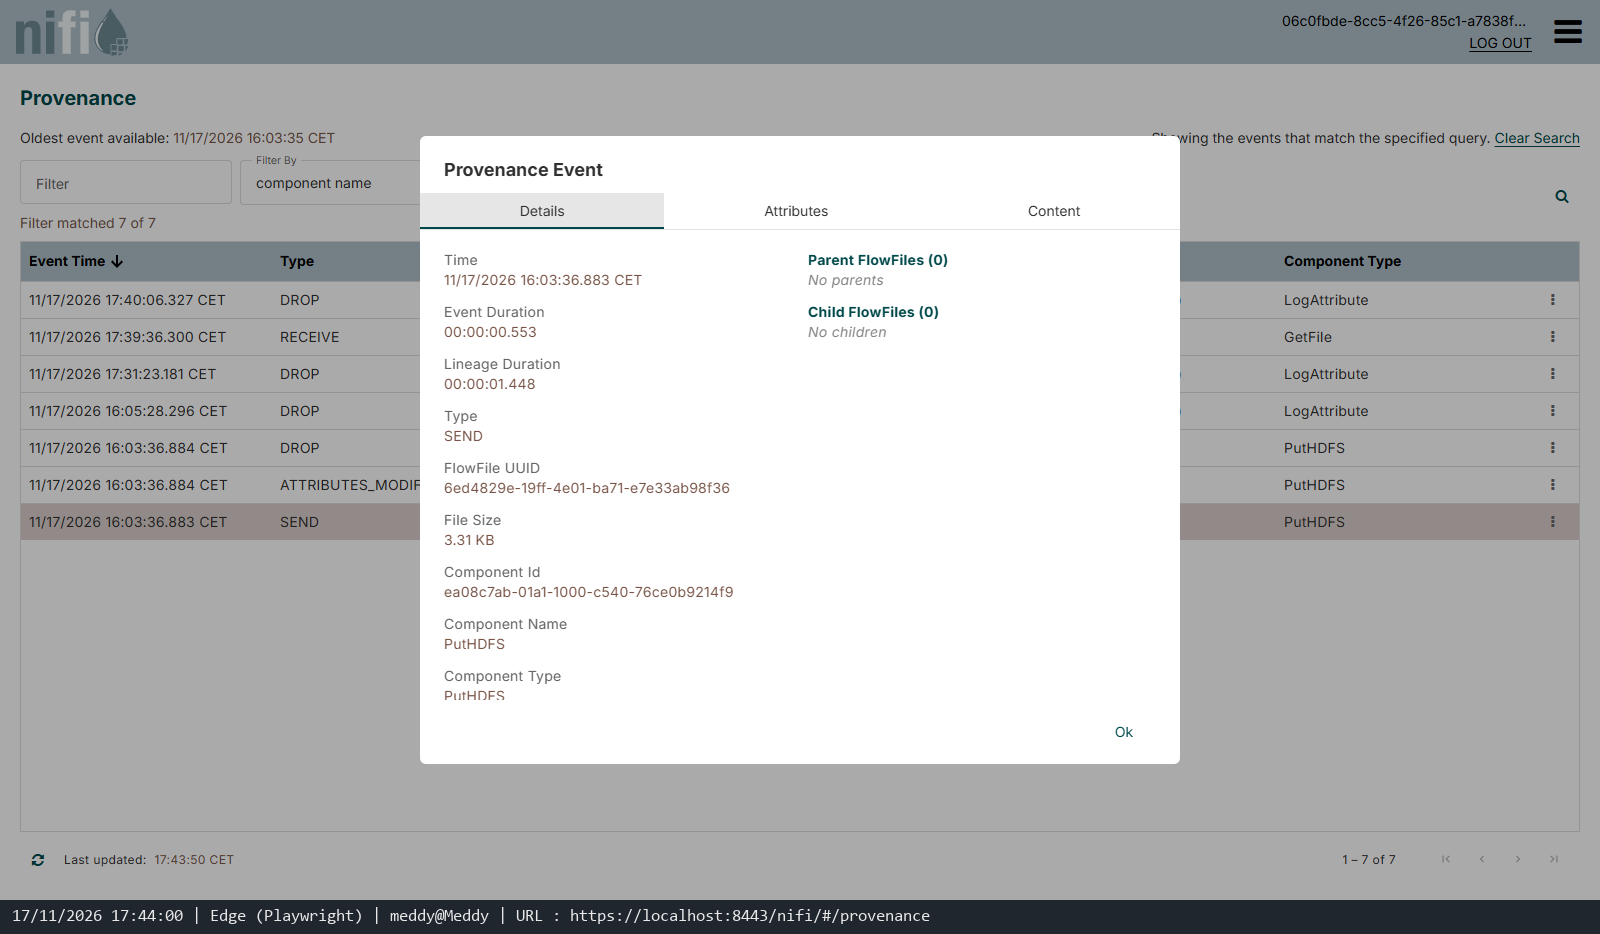 nifi
06c0fbde-8cc5-4f26-85c1-a7838f...
LOG OUT
Provenance
Oldest event available: 11/17/2026 16:03:35 CET
Showing the events that match the specified query. Clear Search
Filter
Filter By
component name
Filter matched 7 of 7
Event Time
Type
Component Type
11/17/2026 17:40:06.327 CET DROP LogAttribute
11/17/2026 17:39:36.300 CET RECEIVE GetFile
11/17/2026 17:31:23.181 CET DROP LogAttribute
11/17/2026 16:05:28.296 CET DROP LogAttribute
11/17/2026 16:03:36.884 CET DROP PutHDFS
11/17/2026 16:03:36.884 CET ATTRIBUTES_MODIF PutHDFS
11/17/2026 16:03:36.883 CET SEND PutHDFS
Provenance Event
Details
Attributes
Content
Time
11/17/2026 16:03:36.883 CET
Event Duration
00:00:00.553
Lineage Duration
00:00:01.448
Type
SEND
FlowFile UUID
6ed4829e-19ff-4e01-ba71-e7e33ab98f36
File Size
3.31 KB
Component Id
ea08c7ab-01a1-1000-c540-76ce0b9214f9
Component Name
PutHDFS
Component Type
PutHDFS
Parent FlowFiles (0)
No parents
Child FlowFiles (0)
No children
Ok
Last updated: 17:43:50 CET
1 – 7 of 7
17/11/2026 17:44:00 | Edge (Playwright) | meddy@Meddy | URL : https://localhost:8443/nifi/#/provenance